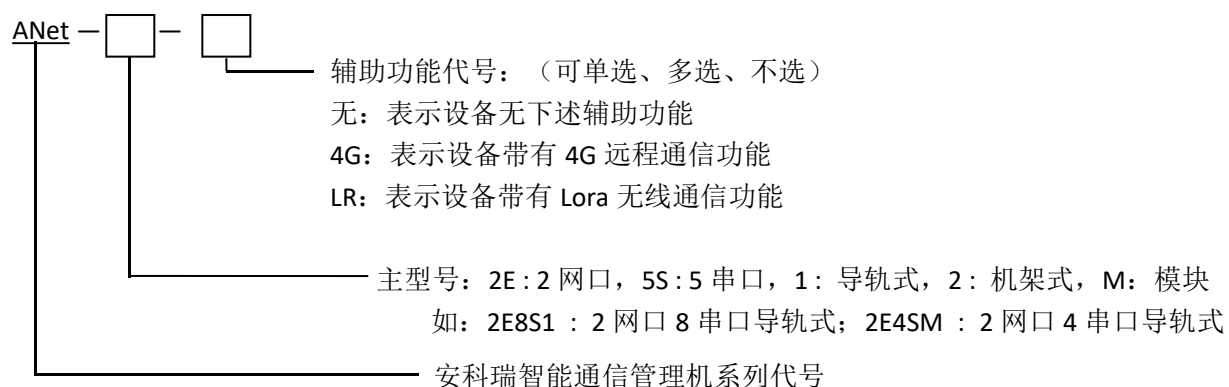 ANet － －
辅助功能代号：（可单选、多选、不选）
无：表示设备无下述辅助功能
4G：表示设备带有 4G 远程通信功能
LR：表示设备带有 Lora 无线通信功能
主型号：2E：2 网口，5S：5 串口，1：导轨式，2：机架式，M：模块
如：2E8S1 ：2 网口 8 串口导轨式；2E4SM ：2 网口 4 串口导轨式
安科瑞智能通信管理机系列代号